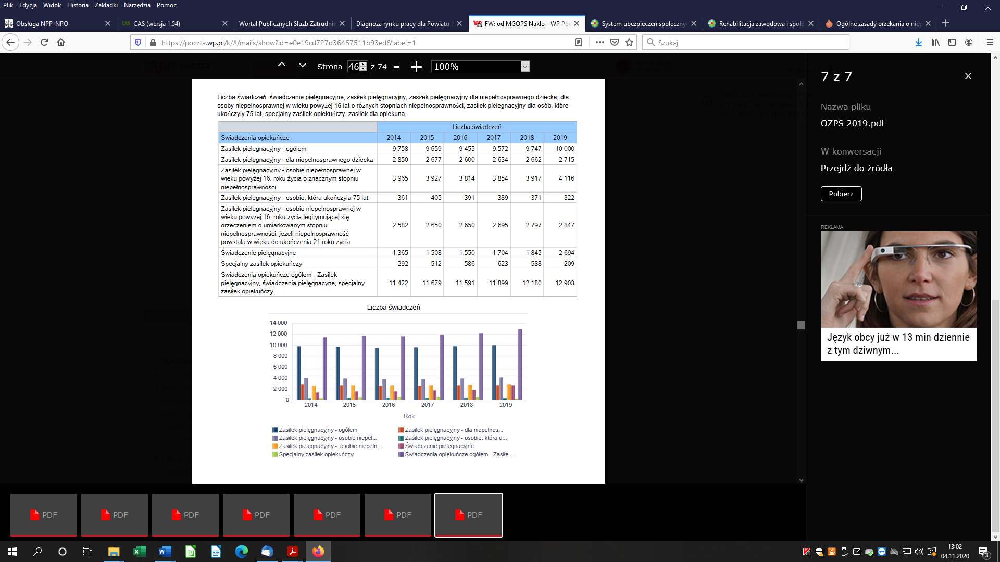 Plik Edycja Widok Historia Zakładki Narzędzia Pomoc
Obsługa NPP-NPO
CAS (wersja 1.54)
Wortal Publicznych Służb Zatrudnie
Diagnoza rynku pracy dla Powiatu
FW: od MGOPS Nakło - WP Poc
System ubezpieczeń społeczny
Rehabilitacja zawodowa i społe
Ogólne zasady orzekania o niep
https://poczta.wp.pl/k/#/mails/show?id=e0e19cd727d36457511b93ed&label=1
Szukaj
Strona 46 z 74 100%
Liczba świadczeń: świadczenie pielęgnacyjne, zasiłek pielęgnacyjny, zasiłek pielęgnacyjny dla niepełnosprawnego dziecka, dla
osoby niepełnosprawnej w wieku powyżej 16 lat o różnych stopniach niepełnosprawności, zasiłek pielegnacyjny dla osób, które
ukończyły 75 lat, specjalny zasiłek opiekuńczy, zasiłek dla opiekuna.
Liczba świadczeń
Świadczenia opiekuńcze 2014 2015 2016 2017 2018 2019
Zasiłek pielęgnacyjny - ogółem 9 758 9 659 9 455 9 572 9 747 10 000
Zasiłek pielęgnacyjny - dla niepełnosprawnego dziecka 2 850 2 677 2 600 2 634 2 662 2 715
Zasiłek pielęgnacyjny - osobie niepełnosprawnej w
wieku powyżej 16. roku życia o znacznym stopniu
niepełnosprawności
3 965 3 927 3 814 3 854 3 917 4 116
Zasiłek pielęgnacyjny - osobie, która ukończyła 75 lat 361 405 391 389 371 322
Zasiłek pielęgnacyjny - osobie niepełnosprawnej w
wieku powyżej 16. roku życia legitymującej się
orzeczeniem o umiarkowanym stopniu
niepełnosprawności, jeżeli niepełnosprawność
powstała w wieku do ukończenia 21 roku życia
2 582 2 650 2 650 2 695 2 797 2 847
Świadczenie pielęgnacyjne 1 365 1 508 1 550 1 704 1 845 2 694
Specjalny zasiłek opiekuńczy 292 512 586 623 588 209
Świadczenia opiekuńcze ogółem - Zasiłek
pielęgnacyjny, świadczenia pielęgnacyne, specjalny
zasiłek opiekuńczy
11 422 11 679 11 591 11 899 12 180 12 903
Liczba świadczeń
14 000
12 000
10 000
8 000
6 000
4 000
2 000
0
2014 2015 2016 2017 2018 2019
Rok
Zasiłek pielęgnacyjny - ogółem
Zasiłek pielęgnacyjny - dla niepełnos...
Zasiłek pielęgnacyjny - osobie niepeł...
Zasiłek pielęgnacyjny - osobie, która u...
Zasiłek pielęgnacyjny - osobie niepełn...
Świadczenie pielęgnacyjne
Specjalny zasiłek opiekuńczy
Świadczenia opiekuńcze ogółem - Zasiłe...
7 z 7
Nazwa pliku
OZPS 2019.pdf
W konwersacji
Przejdź do źródła
Pobierz
REKLAMA
Język obcy już w 13 min dziennie
z tym dziwnym...
PDF PDF PDF PDF PDF PDF PDF
13:02
04.11.2020
3